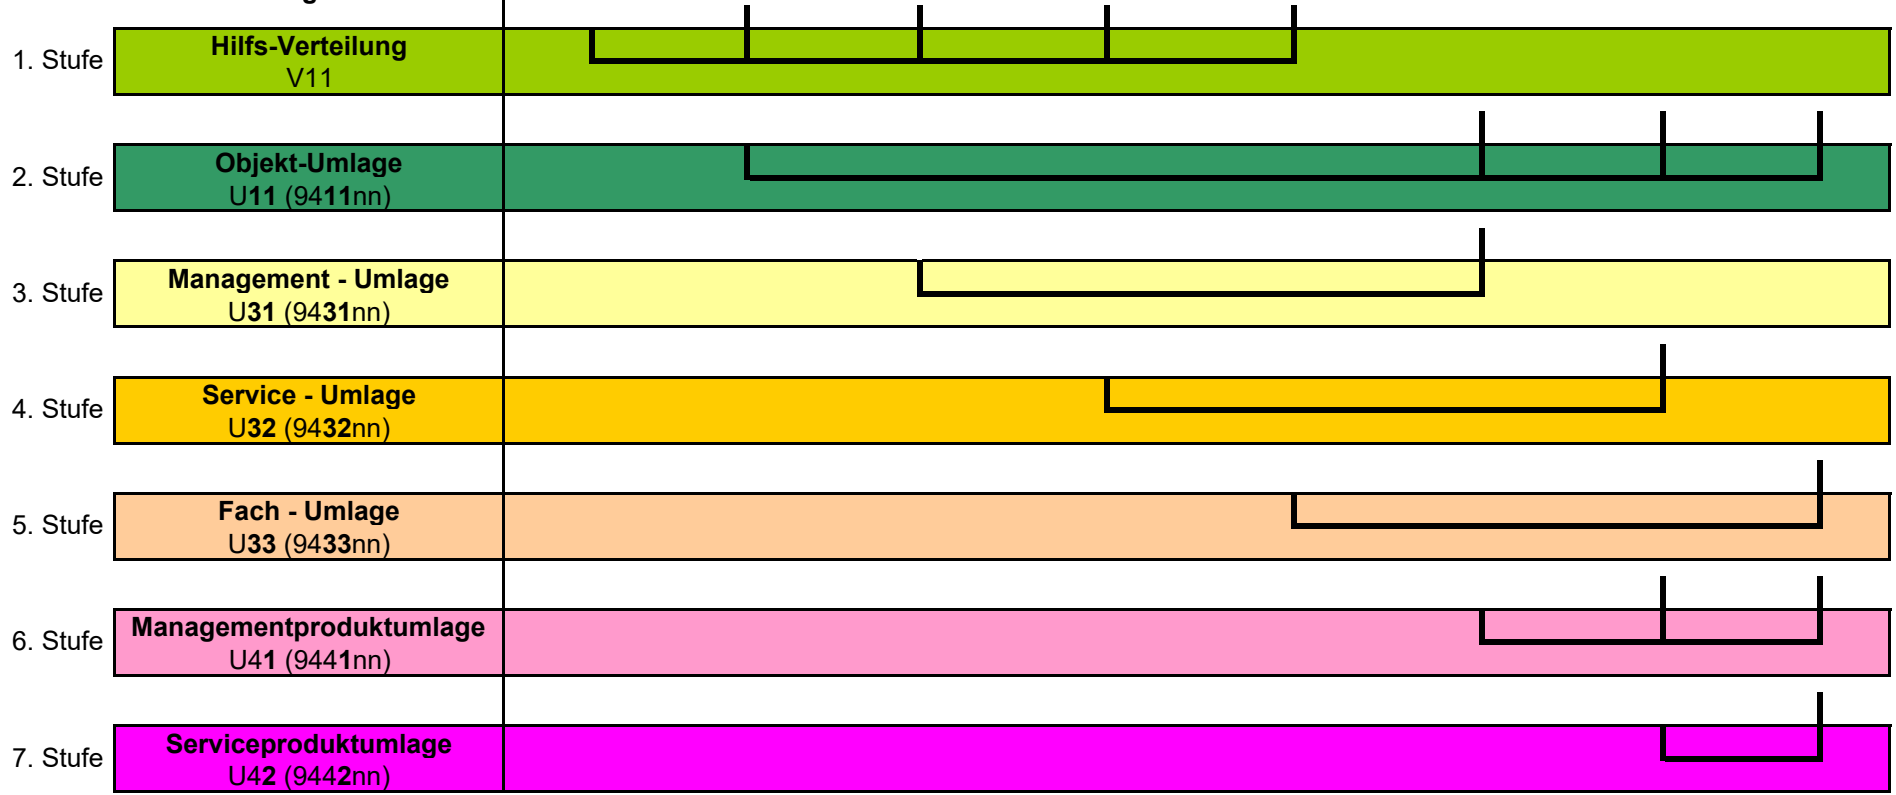 1. Stufe
Hilfs-Verteilung
V11
2. Stufe
Objekt-Umlage
U11 (9411nn)
3. Stufe
Management - Umlage
U31 (9431nn)
4. Stufe
Service - Umlage
U32 (9432nn)
5. Stufe
Fach - Umlage
U33 (9433nn)
6. Stufe
Managementproduktumlage
U41 (9441nn)
7. Stufe
Serviceproduktumlage
U42 (9442nn)